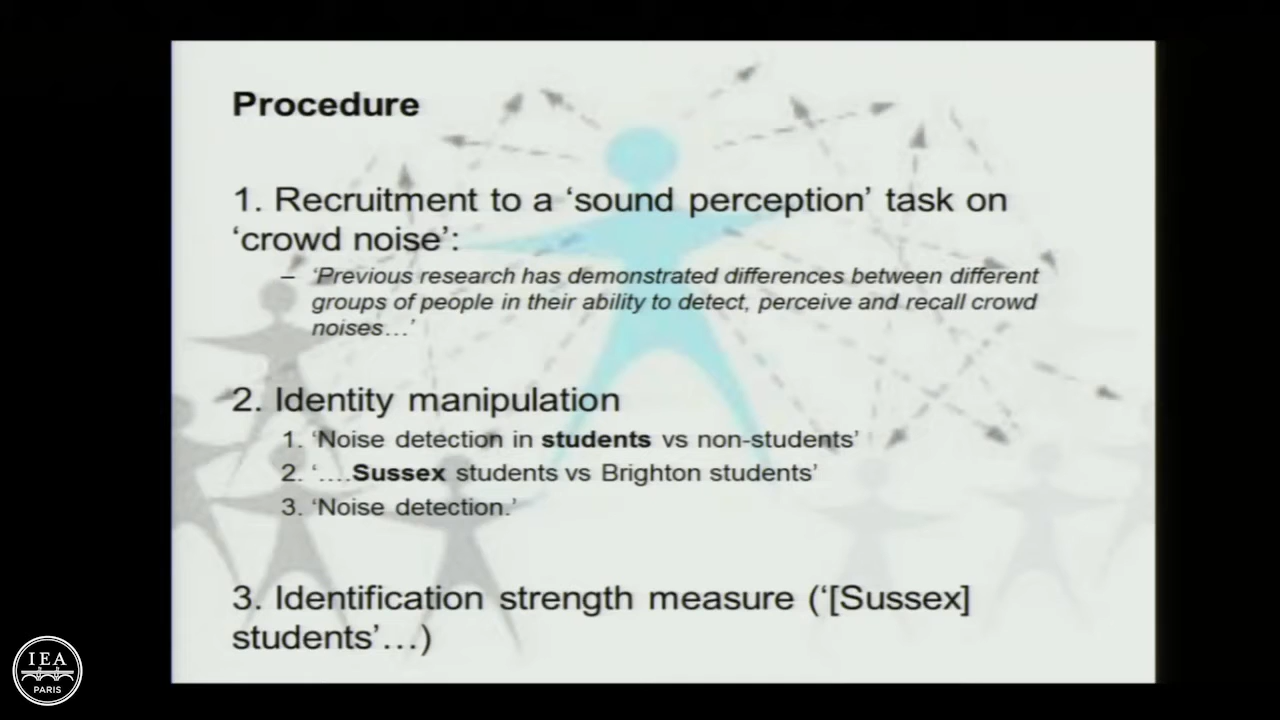 Procedure
1. Recruitment to a ‘sound perception’ task on
‘crowd noise’:
– ‘Previous research has demonstrated differences between different
groups of people in their ability to detect, perceive and recall crowd
noises…’
2. Identity manipulation
1. ‘Noise detection in students vs non-students’
2. ‘….Sussex students vs Brighton students’
3. ‘Noise detection.’
3. Identification strength measure (‘[Sussex]
students’…)
IEA
PARIS